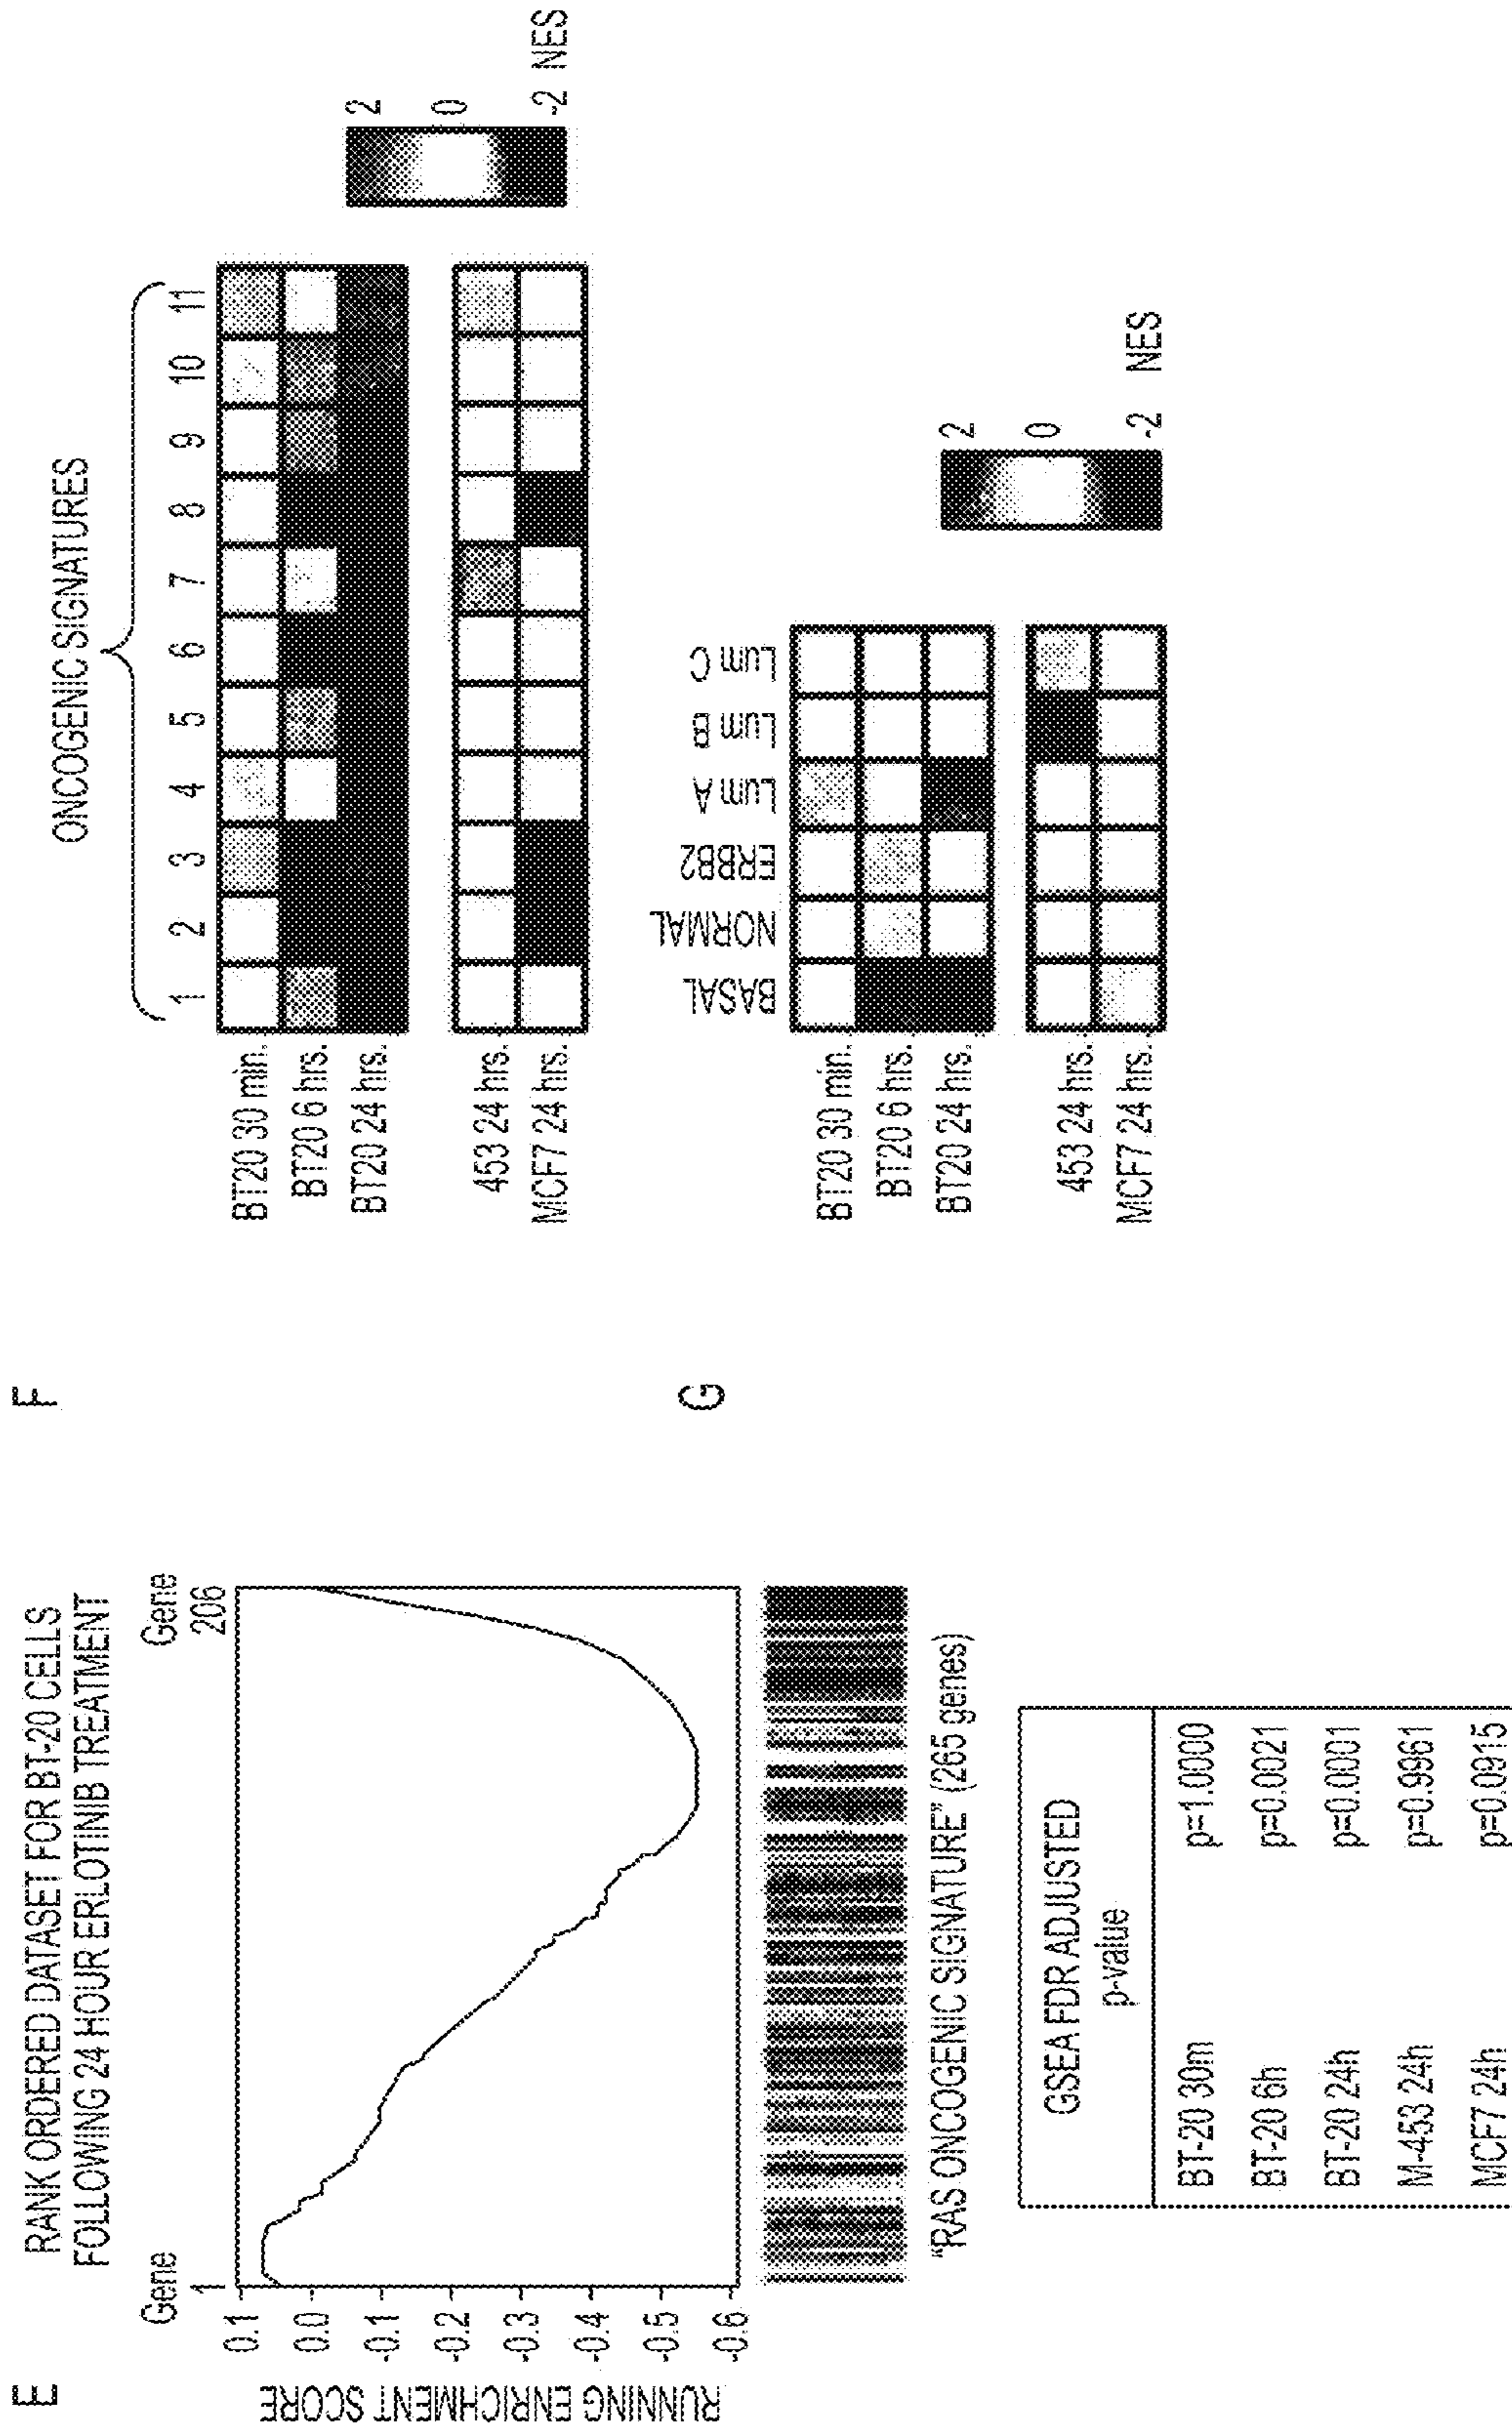 E
RANK ORDERED DATASET FOR BT-20 CELLS
FOLLOWING 24 HOUR ERLOTINIB TREATMENT
Gene
1
Gene
206
0.1
0.0
-0.1
-0.2
-0.3
-0.4
-0.5
-0.6
RUNNING ENRICHMENT SCORE
"RAS ONCOGENIC SIGNATURE" (265 genes)
GSEA FDR ADJUSTED
p-value
BT-20 30m p=1.0000
BT-20 6h p=0.0021
BT-20 24h p=0.0001
M-453 24h p=0.9961
MCF7 24h p=0.0915
F
ONCOGENIC SIGNATURES
1 2 3 4 5 6 7 8 9 10 11
BT20 30 min.
BT20 6 hrs.
BT20 24 hrs.
453 24 hrs.
MCF7 24 hrs.
2
0
-2 NES
G
BASAL NORMAL ERBB2 Lum A Lum B Lum C
BT20 30 min.
BT20 6 hrs.
BT20 24 hrs.
453 24 hrs.
MCF7 24 hrs.
2
0
-2 NES